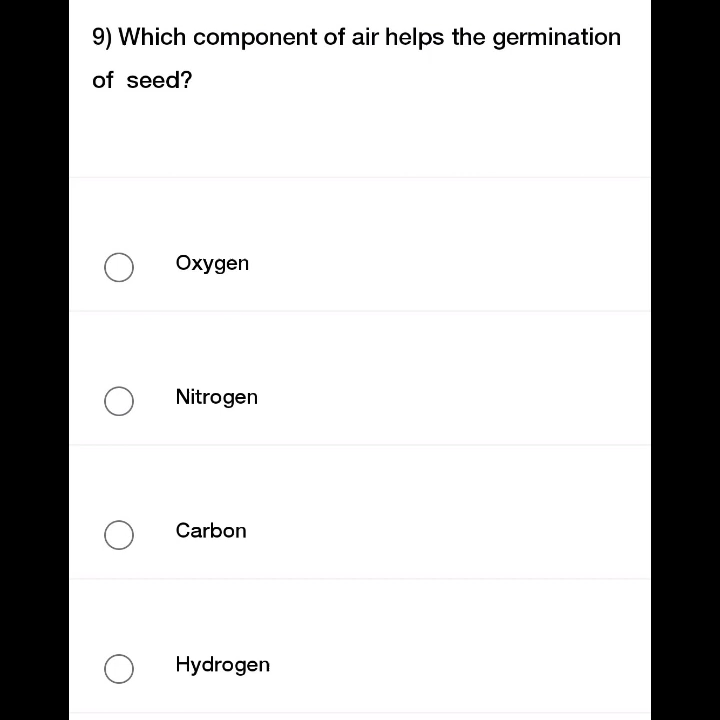 9) Which component of air helps the germination
of seed?
Oxygen
Nitrogen
Carbon
Hydrogen